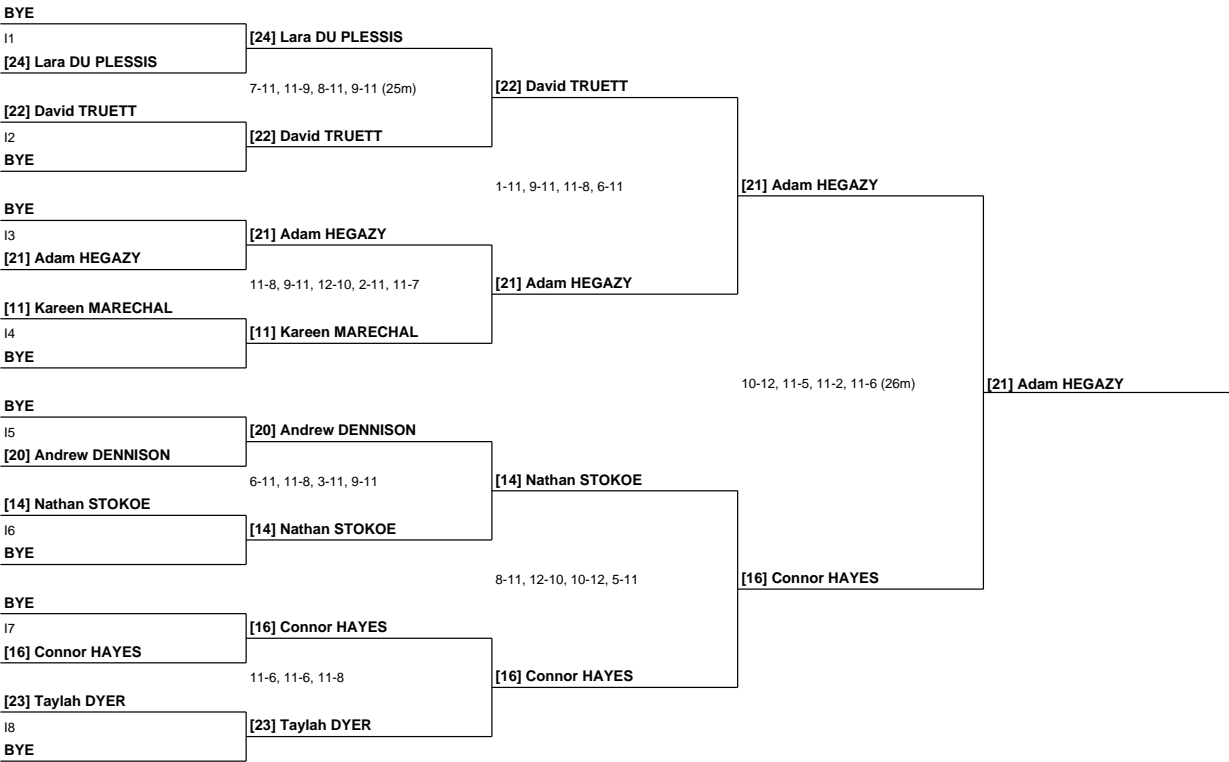 BYE
I1
[24] Lara DU PLESSIS
[22] David TRUETT
I2
BYE
BYE
I3
[21] Adam HEGAZY
[11] Kareen MARECHAL
I4
BYE
BYE
I5
[20] Andrew DENNISON
[14] Nathan STOKOE
I6
BYE
BYE
I7
[16] Connor HAYES
[23] Taylah DYER
I8
BYE
[24] Lara DU PLESSIS
7-11, 11-9, 8-11, 9-11 (25m)
[22] David TRUETT
[21] Adam HEGAZY
11-8, 9-11, 12-10, 2-11, 11-7
[11] Kareen MARECHAL
[20] Andrew DENNISON
6-11, 11-8, 3-11, 9-11
[14] Nathan STOKOE
[16] Connor HAYES
11-6, 11-6, 11-8
[23] Taylah DYER
[22] David TRUETT
1-11, 9-11, 11-8, 6-11
[21] Adam HEGAZY
[14] Nathan STOKOE
8-11, 12-10, 10-12, 5-11
[16] Connor HAYES
[21] Adam HEGAZY
10-12, 11-5, 11-2, 11-6 (26m)
[16] Connor HAYES
[21] Adam HEGAZY